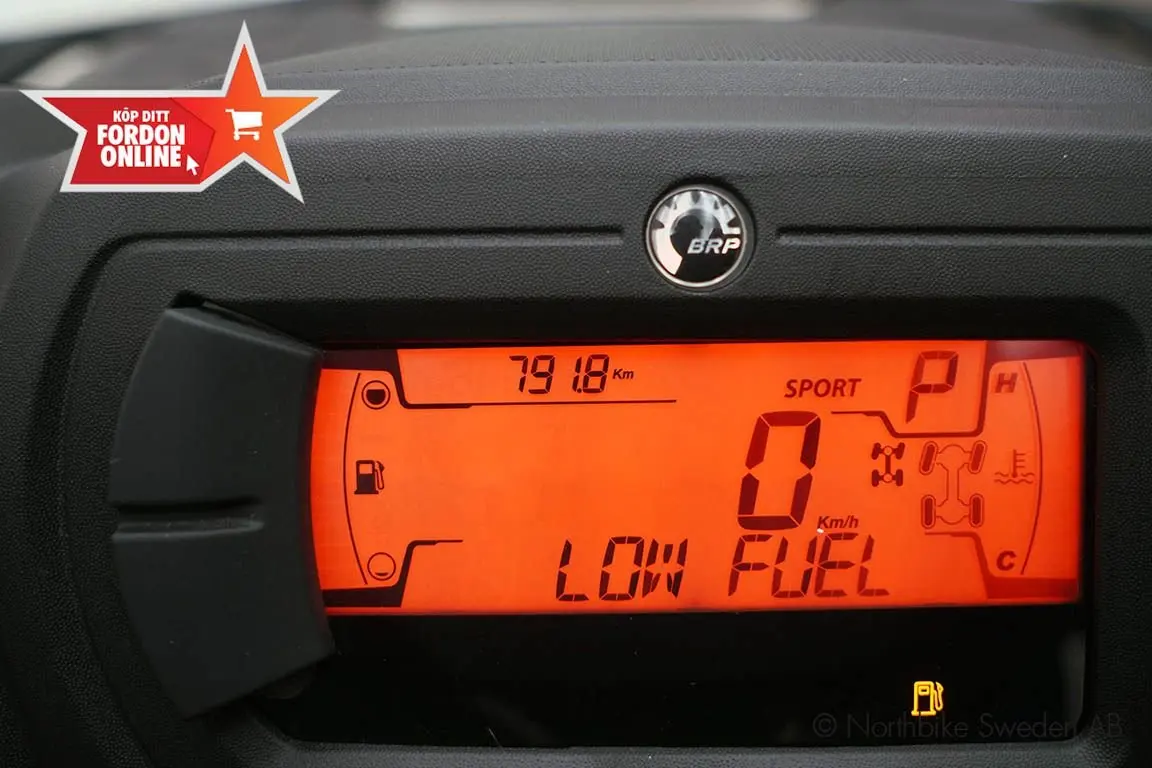 KÖP DITT
FORDON
ONLINE
BRP
791.8 Km
SPORT P
H
0
Km/h
LOW FUEL
C
© Northbike Sweden AB